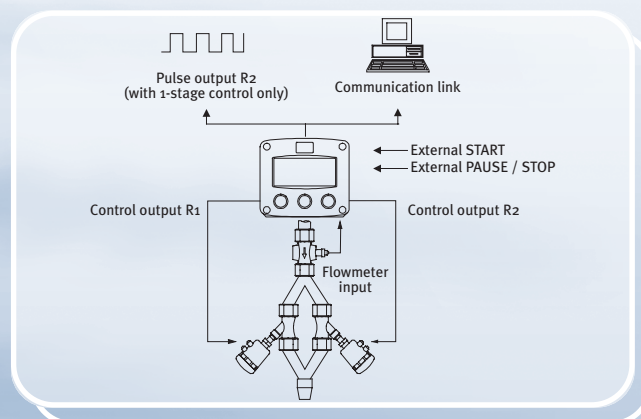 Pulse output R2
(with 1-stage control only)
Communication link
External START
External PAUSE / STOP
Control output R1
Control output R2
Flowmeter
input